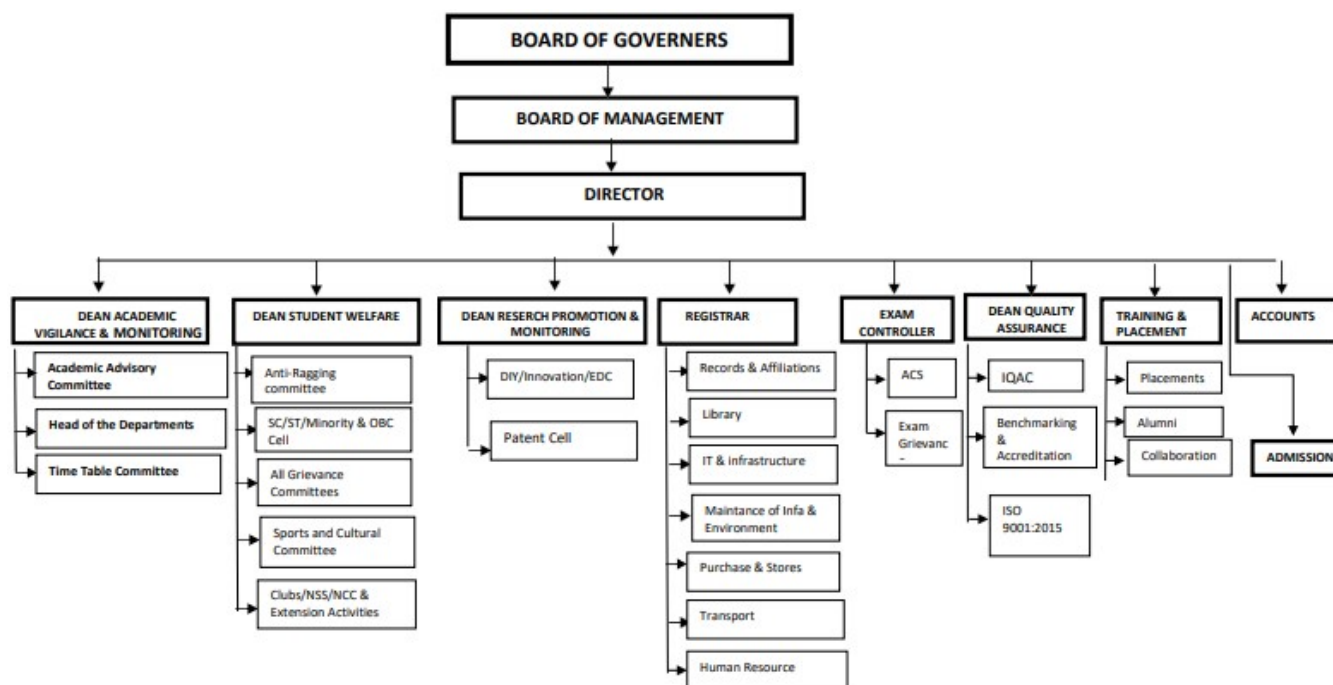 BOARD OF GOVERNERS
BOARD OF MANAGEMENT
DIRECTOR
DEAN ACADEMIC
VIGILANCE & MONITORING
Academic Advisory
Committee
Head of the Departments
Time Table Committee
DEAN STUDENT WELFARE
Anti-Ragging
committee
SC/ST/Minority & OBC
Cell
All Grievance
Committees
Sports and Cultural
Committee
Clubs/NSS/NCC &
Extension Activities
DEAN RESERCH PROMOTION &
MONITORING
DIY/Innovation/EDC
Patent Cell
REGISTRAR
Records & Affiliations
Library
IT & infrastructure
Maintance of Infa &
Environment
Purchase & Stores
Transport
Human Resource
EXAM
CONTROLLER
ACS
Exam
Grievanc
DEAN QUALITY
ASSURANCE
IQAC
Benchmarking
&
Accreditation
ISO
9001:2015
TRAINING &
PLACEMENT
Placements
Alumni
Collaboration
ACCOUNTS
ADMISSION